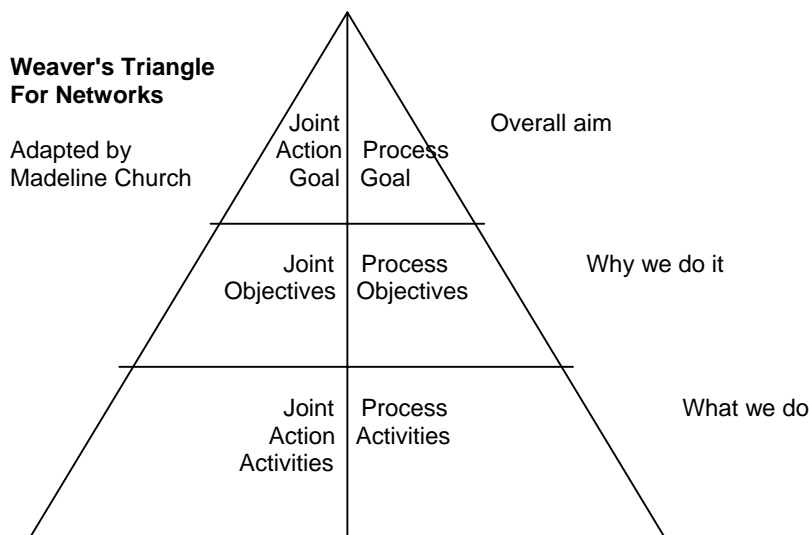 Weaver's Triangle
For Networks
Adapted by
Madeline Church
Joint
Action
Goal
Process
Goal
Overall aim
Joint
Objectives
Process
Objectives
Why we do it
Joint
Action
Activities
Process
Activities
What we do